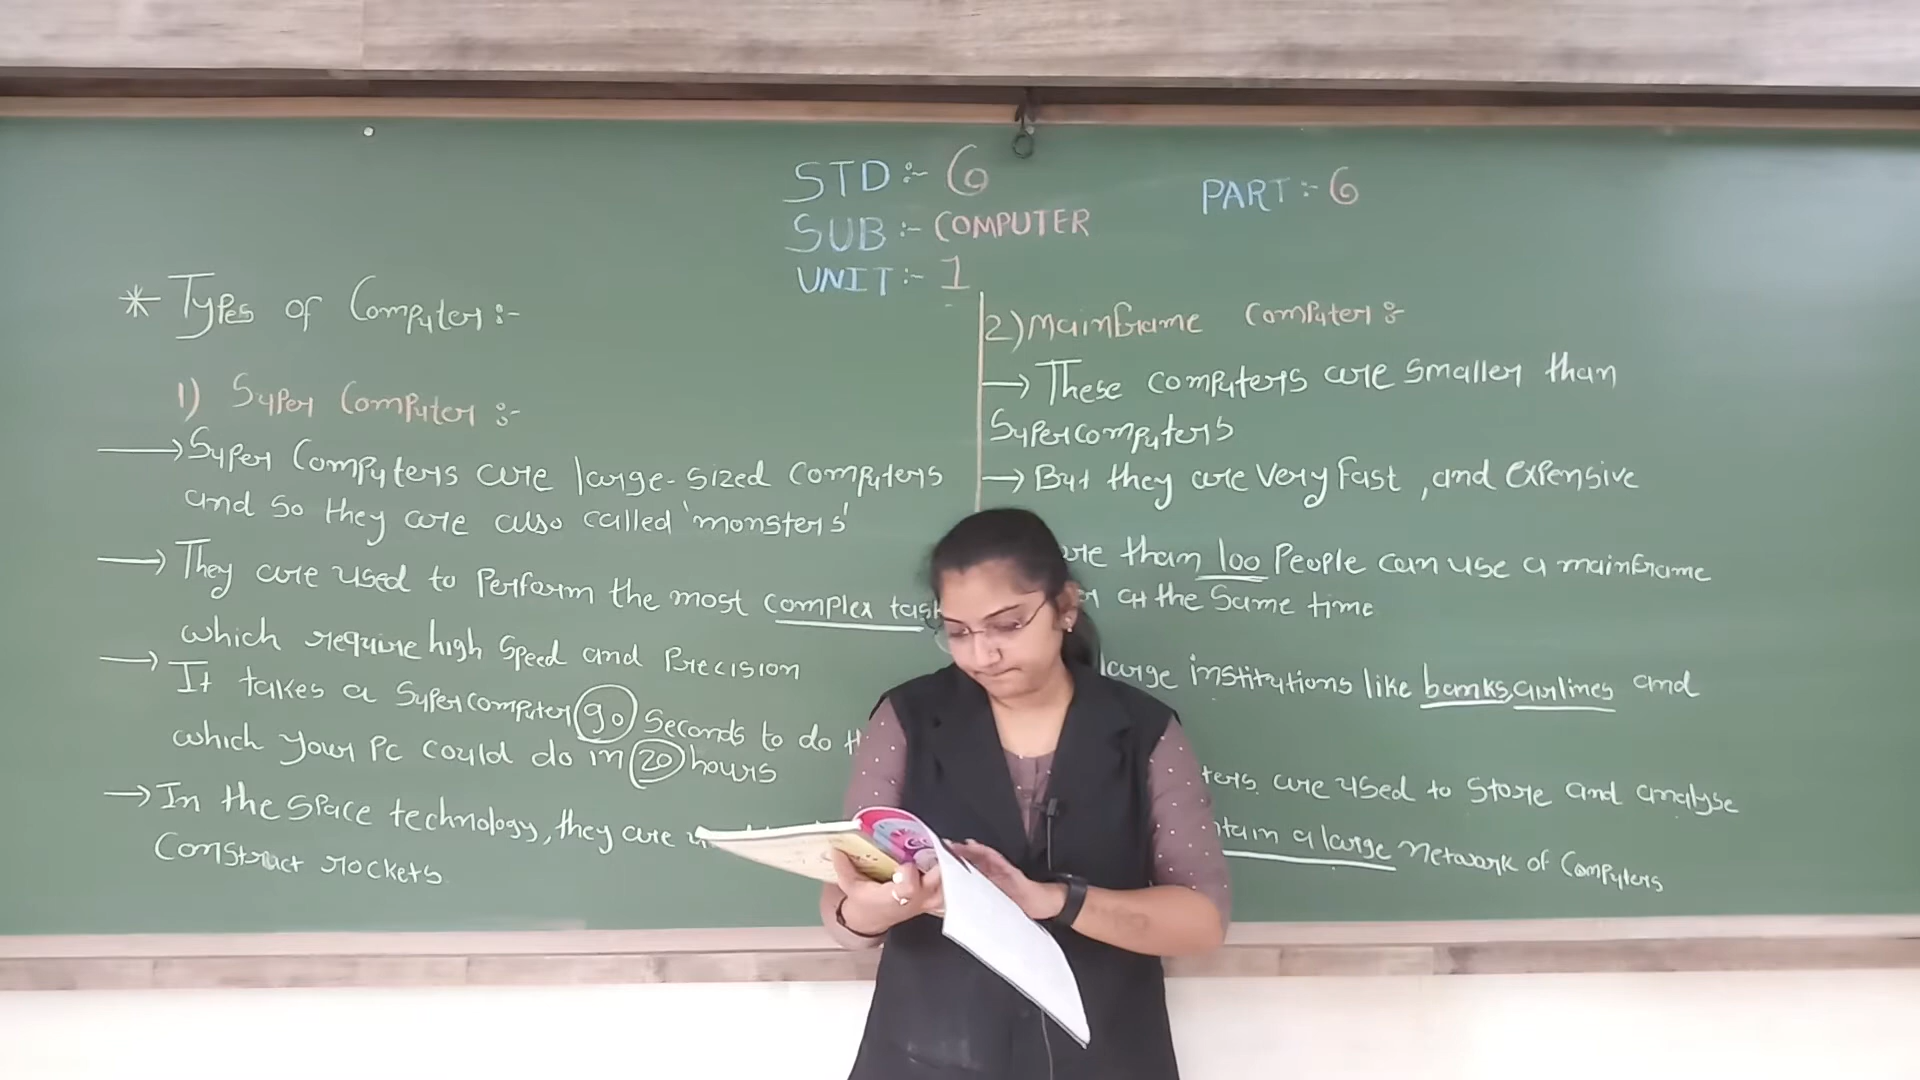 STD :- 6
SUB :- COMPUTER
UNIT :- 1
PART :- 6
* Types of Computer :-
1) Super Computer :-
→ Super Computers are large-sized computers
and so they are also called 'monsters'
→ They are used to Perform the most complex task
which require high speed and Precision
→ It takes a Supercomputer 90 Seconds to do
which your PC could do in 20 hours
→ In the Space technology, they are
Construct rockets
2) Mainframe Computer :-
→ These computers are smaller than
Supercomputers
→ But they are Very Fast, and Expensive
than 100 People can use a mainframe
at the Same time
large institutions like banks, airlines and
are used to Store and analyse
a large Network of Computers